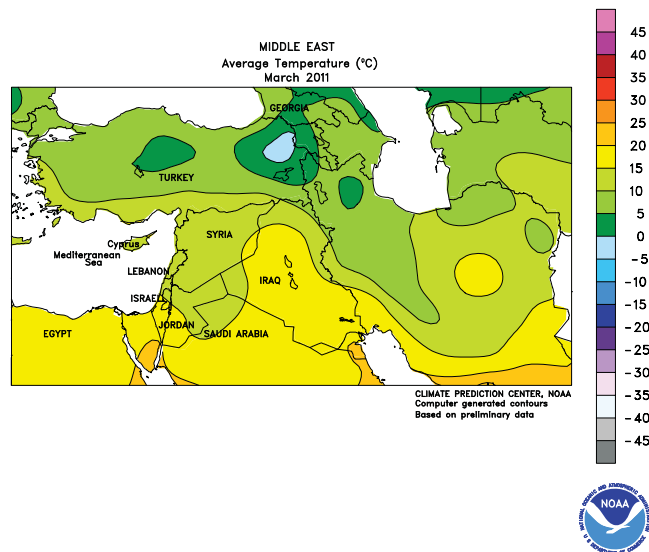 MIDDLE EAST
Average Temperature (°C)
March 2011
GEORGIA
TURKEY
SYRIA
Cyprus
Mediterranean
Sea
LEBANON
IRAQ
ISRAEL
JORDAN
EGYPT
SAUDI ARABIA
45
40
35
30
25
20
15
10
5
0
-5
-10
-15
-20
-25
-30
-35
-40
-45
CLIMATE PREDICTION CENTER, NOAA
Computer generated contours
Based on preliminary data
NATIONAL OCEANIC AND ATMOSPHERIC ADMINISTRATION
NOAA
U.S. DEPARTMENT OF COMMERCE